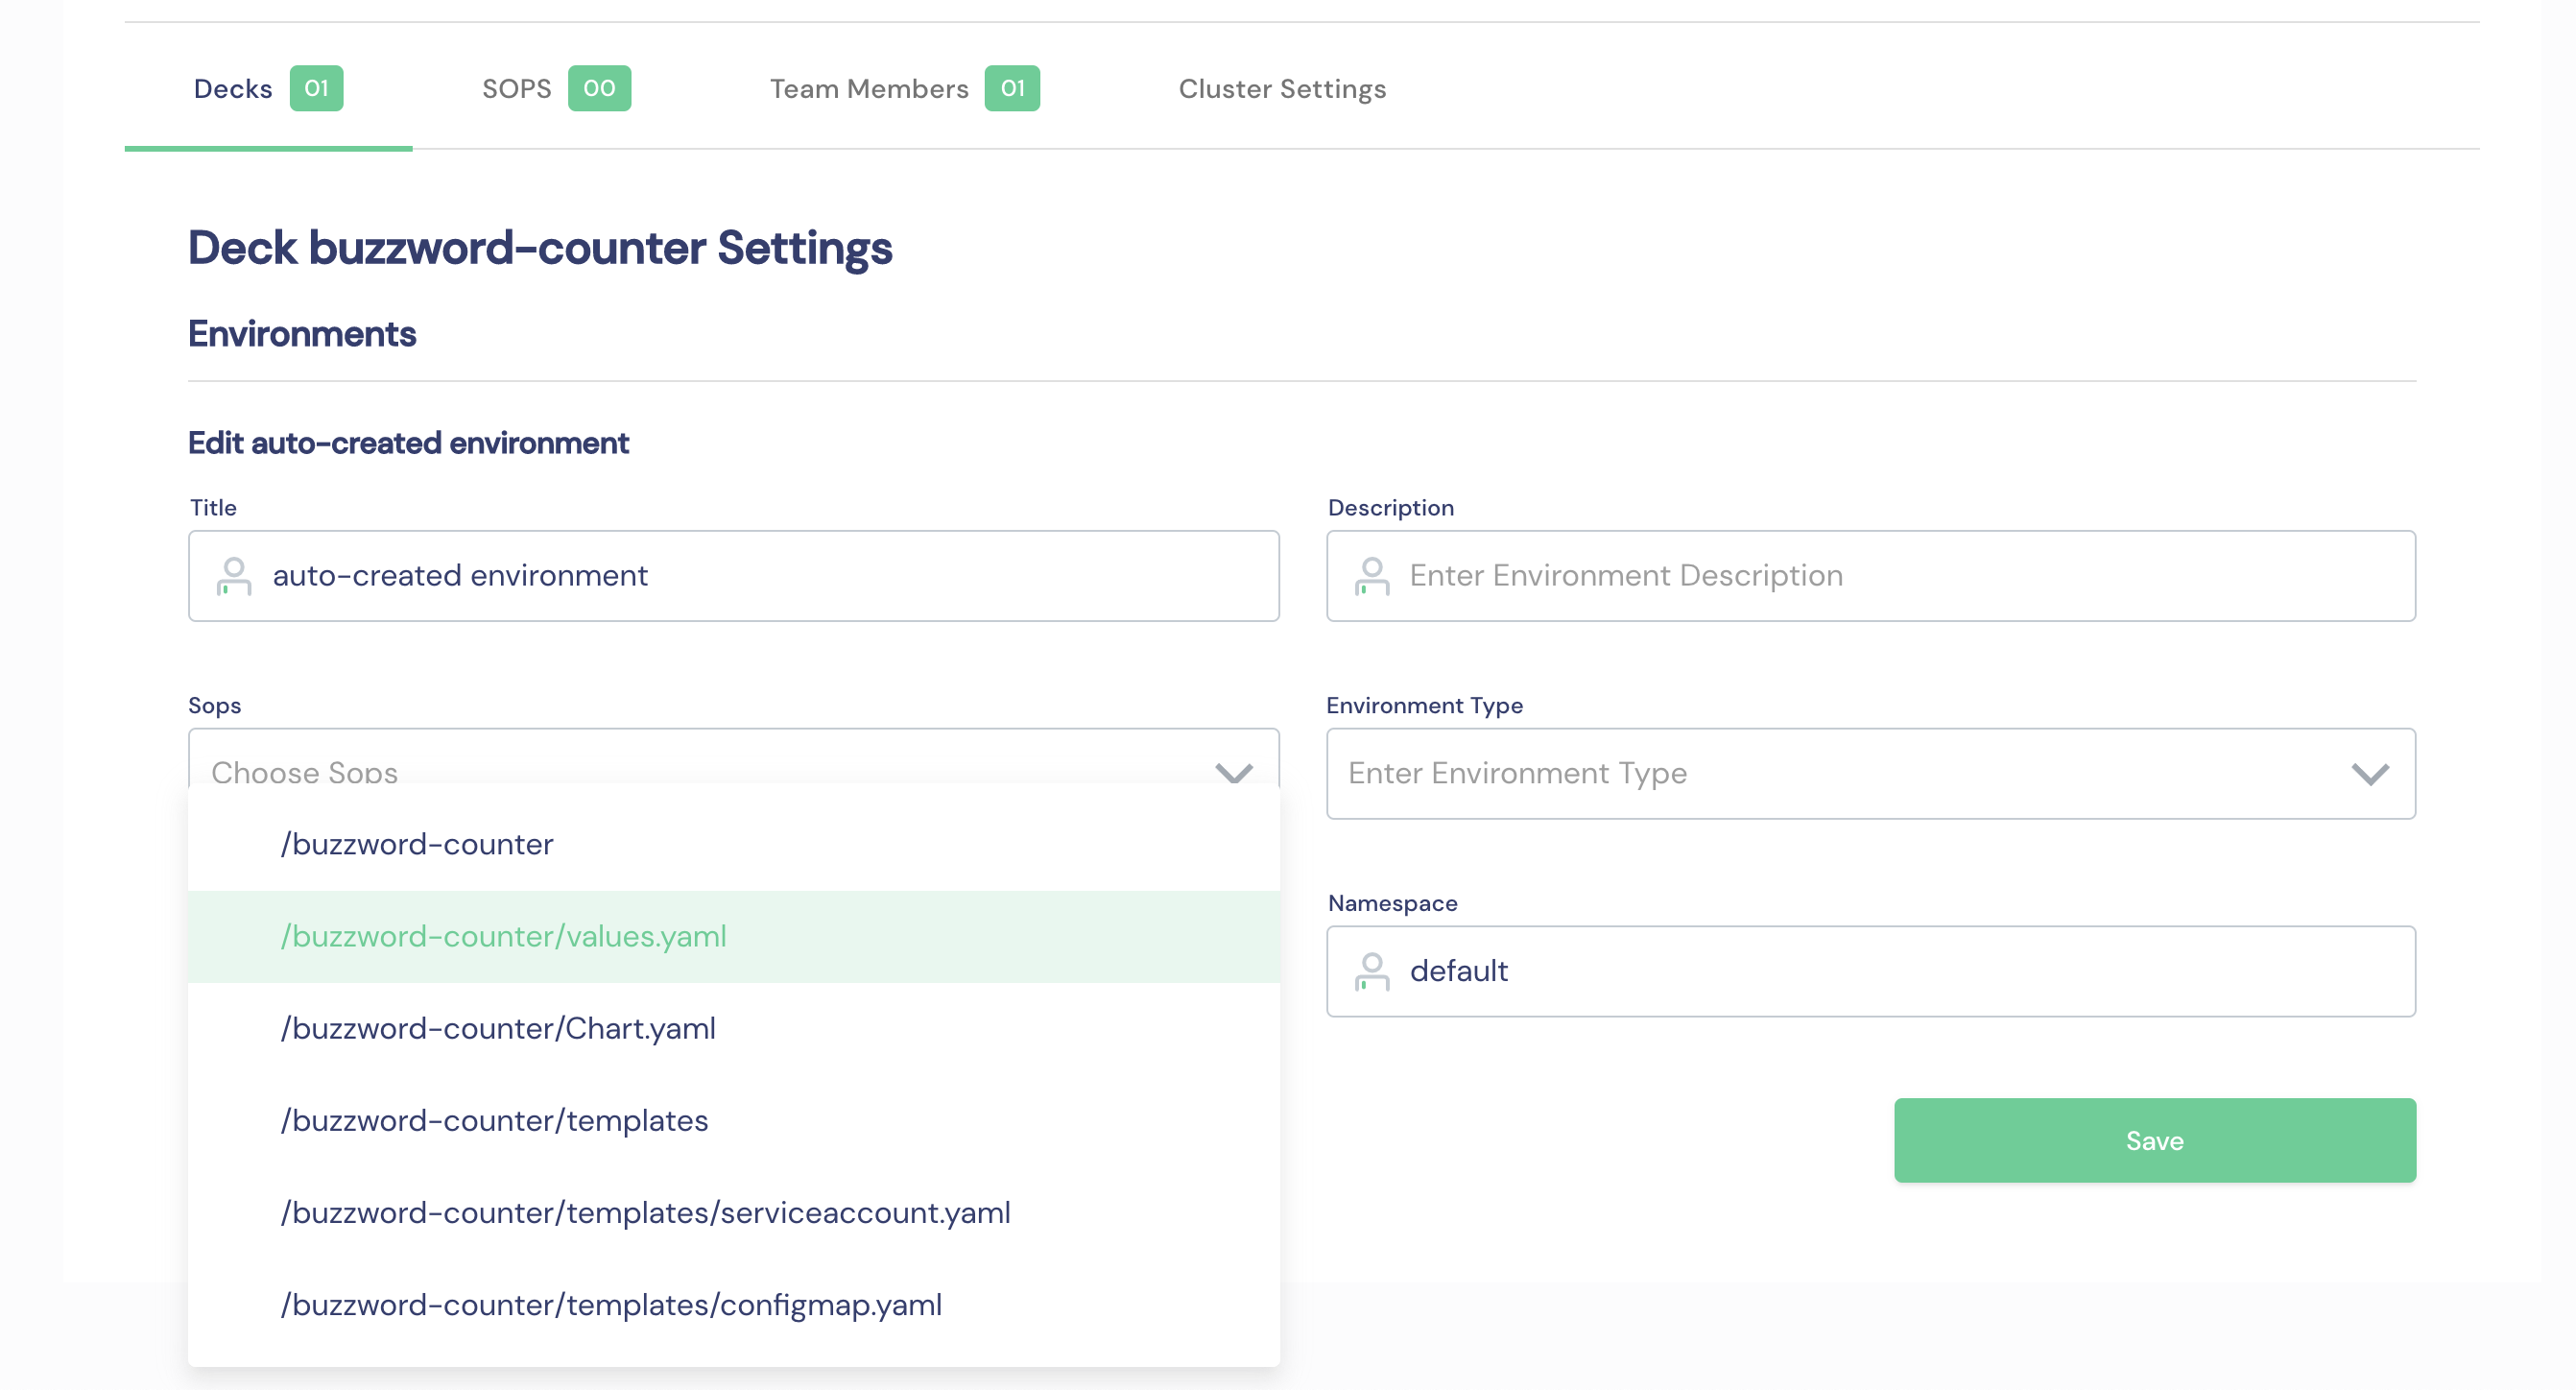 Decks 01 SOPS 00 Team Members 01 Cluster Settings
Deck buzzword-counter Settings
Environments
Edit auto-created environment
Title
auto-created environment
Description
Enter Environment Description
Sops
Choose Sops
Environment Type
Enter Environment Type
/buzzword-counter
/buzzword-counter/values.yaml
/buzzword-counter/Chart.yaml
/buzzword-counter/templates
/buzzword-counter/templates/serviceaccount.yaml
/buzzword-counter/templates/configmap.yaml
Namespace
default
Save